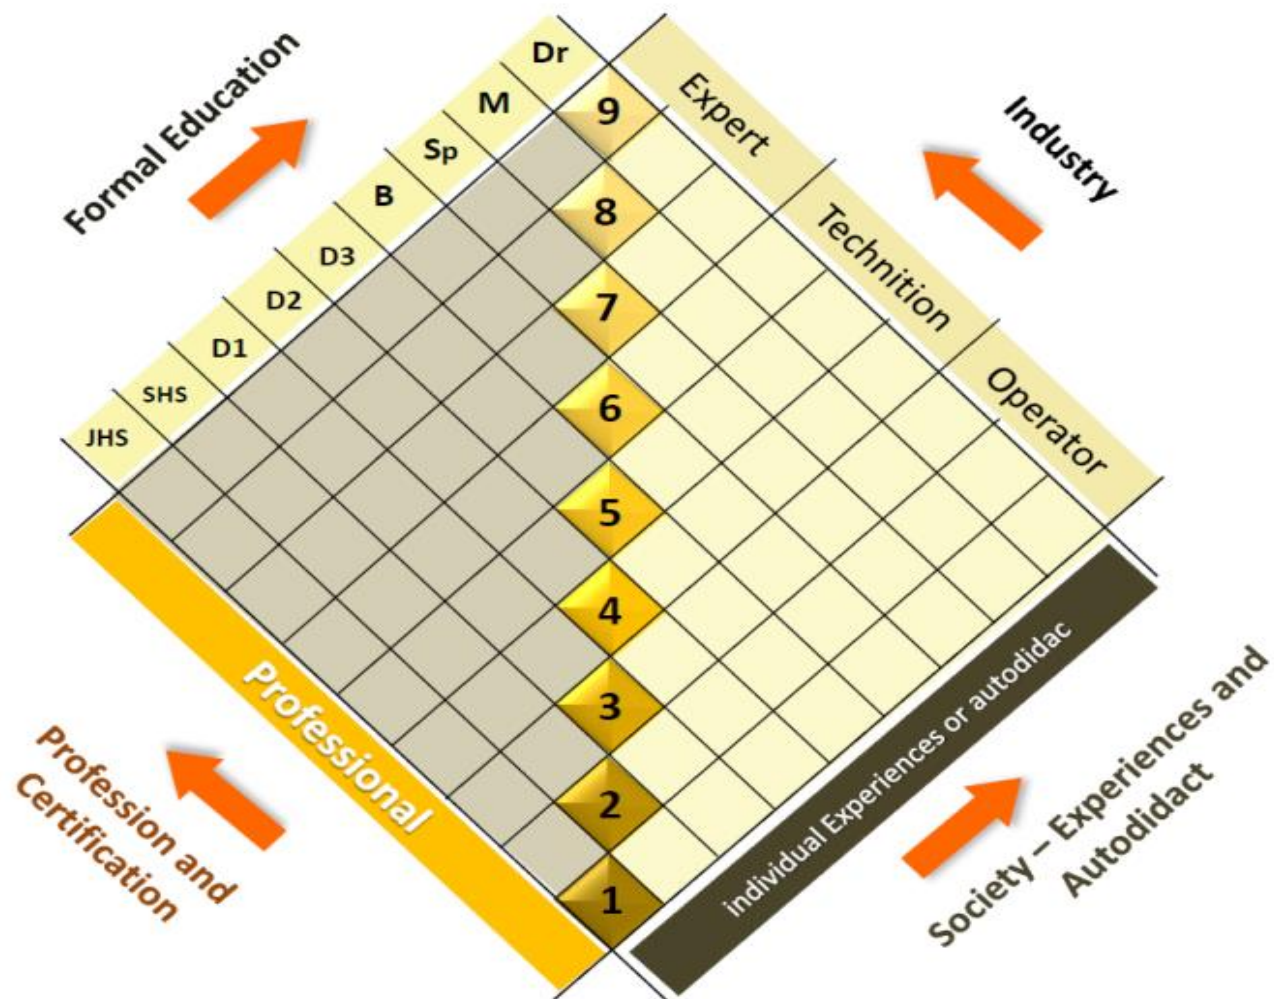 Formal Education
Dr
M
Sp
B
D3
D2
D1
SHS
JHS
Industry
Expert
Technition
Operator
9
8
7
6
5
4
3
2
1
Professional
Profession and
Certification
individual Experiences or autodidac
Society – Experiences and
Autodidact